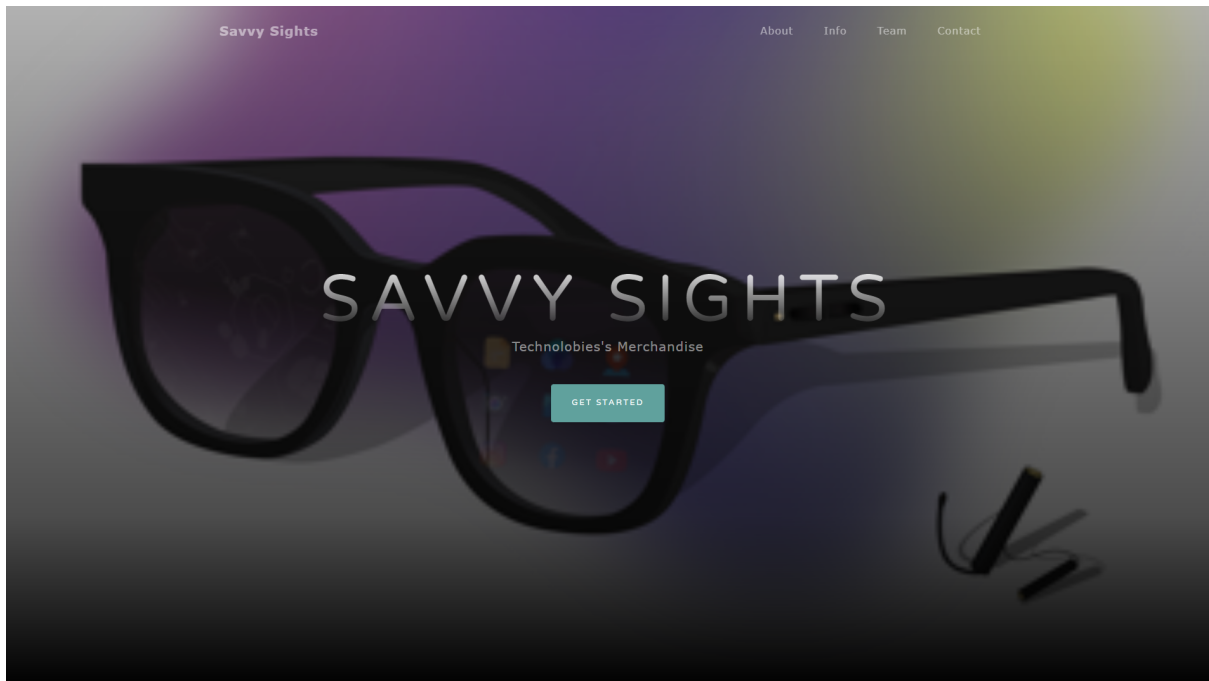 Savvy Sights
About Info Team Contact
SAVVY SIGHTS
Technolobies's Merchandise
GET STARTED